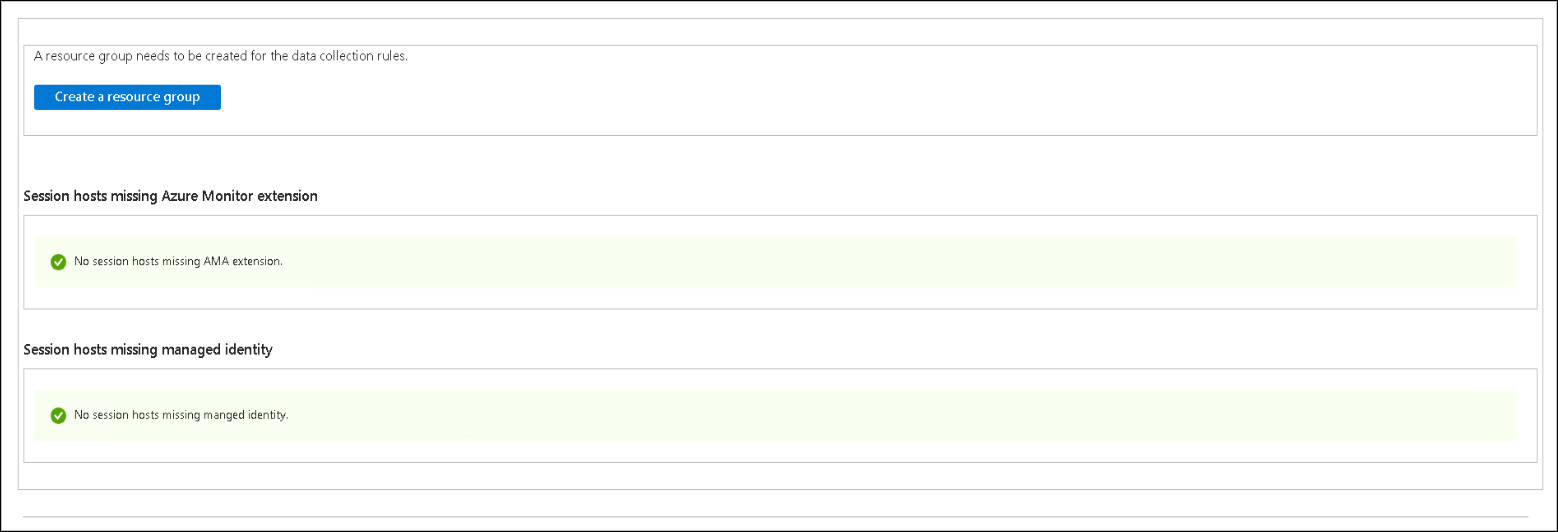 A resource group needs to be created for the data collection rules.
Create a resource group
Session hosts missing Azure Monitor extension
No session hosts missing AMA extension.
Session hosts missing managed identity
No session hosts missing manged identity.